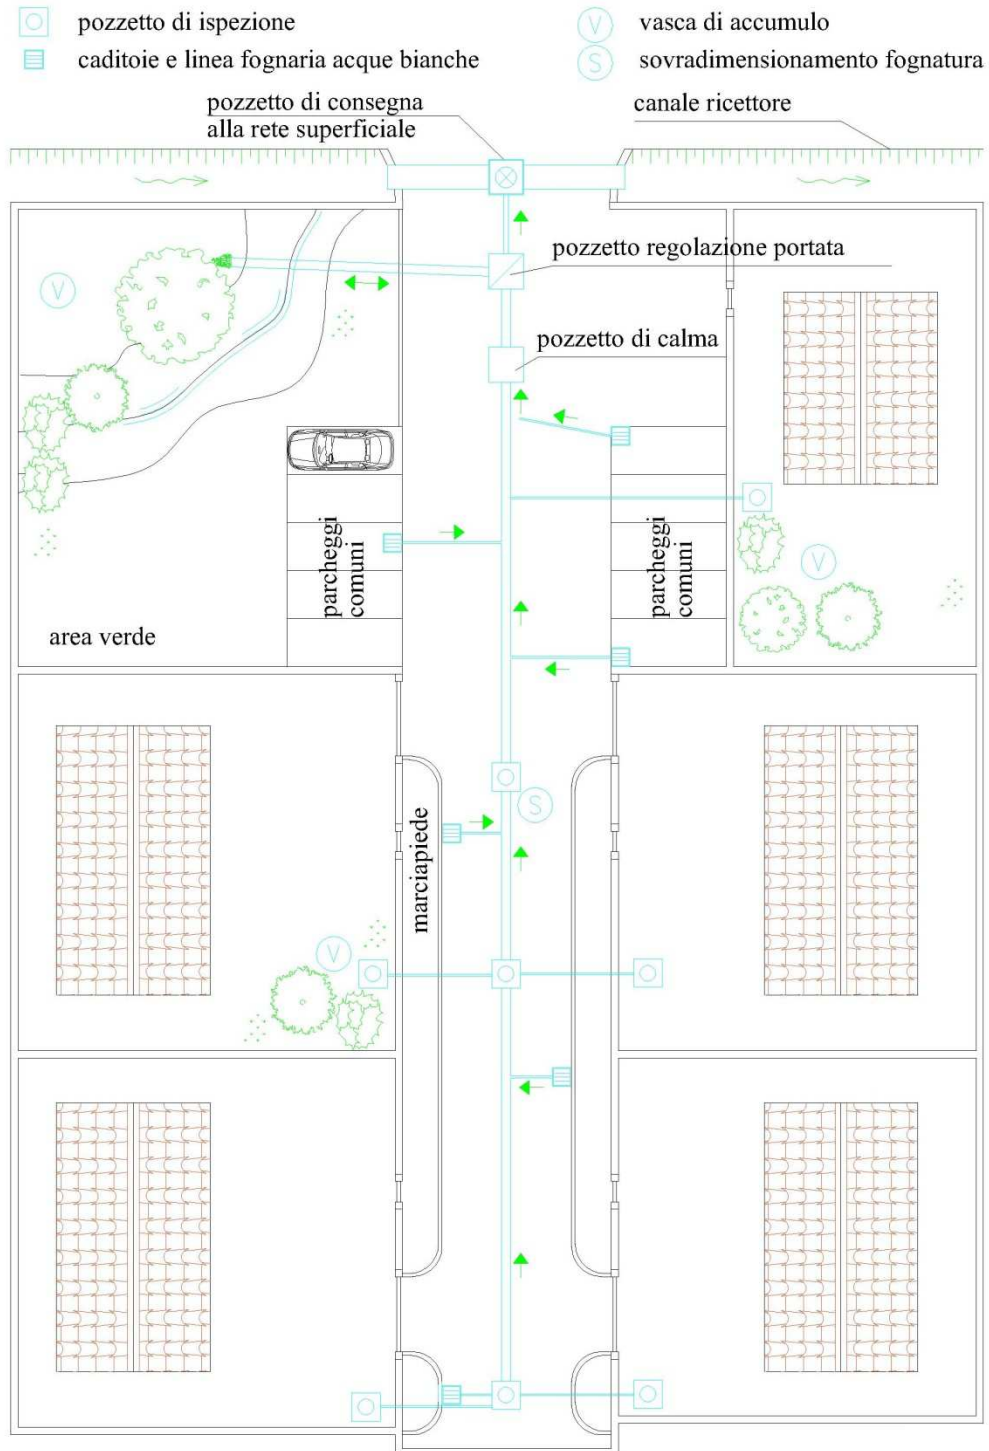 pozzetto di ispezione
V vasca di accumulo
caditoie e linea fognaria acque bianche
S sovradimensionamento fognatura
pozzetto di consegna
alla rete superficiale
canale ricettore
pozzetto regolazione portata
V
pozzetto di calma
parcheggi
comuni
parcheggi
comuni
V
area verde
S
marciapiede
V